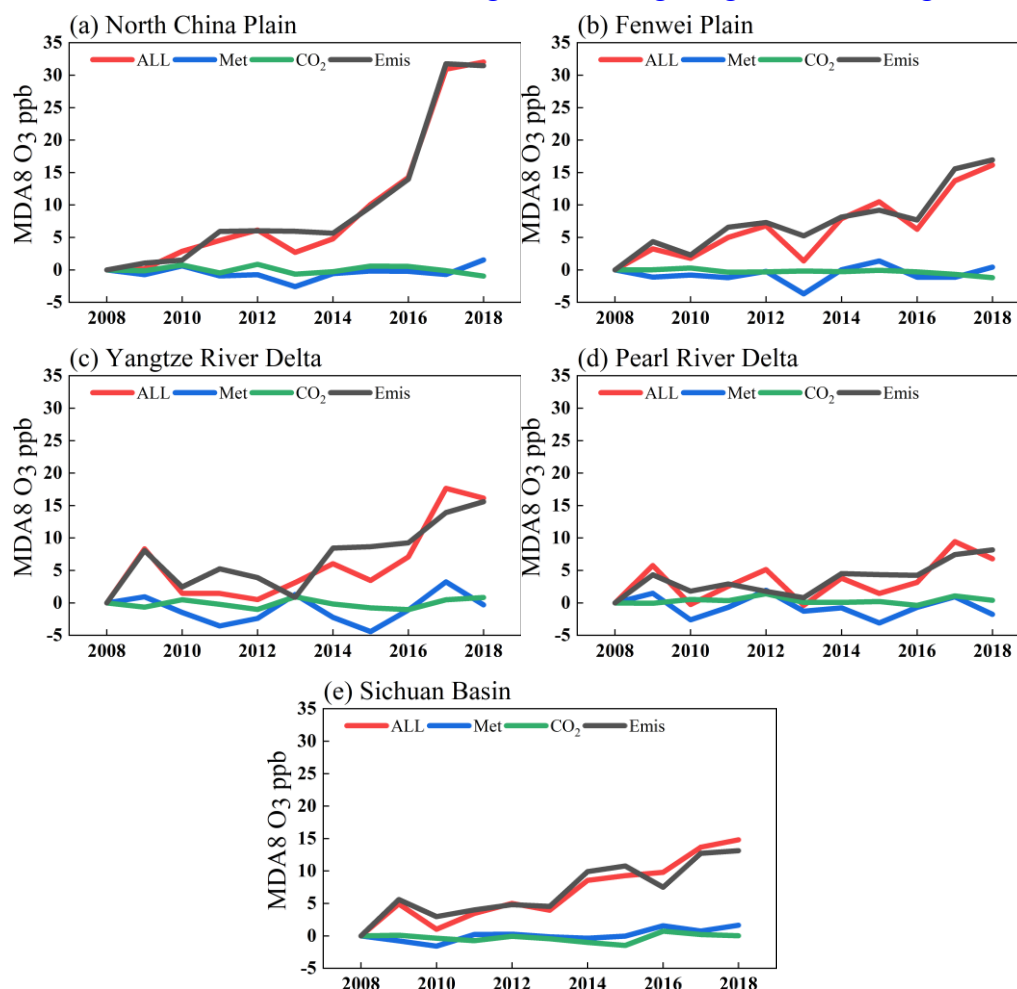 (a) North China Plain
ALL Met CO₂ Emis
MDA8 O3 ppb
35
30
25
20
15
10
5
0
-5
2008 2010 2012 2014 2016 2018
(b) Fenwei Plain
ALL Met CO₂ Emis
MDA8 O3 ppb
35
30
25
20
15
10
5
0
-5
2008 2010 2012 2014 2016 2018
(c) Yangtze River Delta
ALL Met CO₂ Emis
MDA8 O3 ppb
35
30
25
20
15
10
5
0
-5
2008 2010 2012 2014 2016 2018
(d) Pearl River Delta
ALL Met CO₂ Emis
MDA8 O3 ppb
35
30
25
20
15
10
5
0
-5
2008 2010 2012 2014 2016 2018
(e) Sichuan Basin
ALL Met CO₂ Emis
MDA8 O3 ppb
35
30
25
20
15
10
5
0
-5
2008 2010 2012 2014 2016 2018